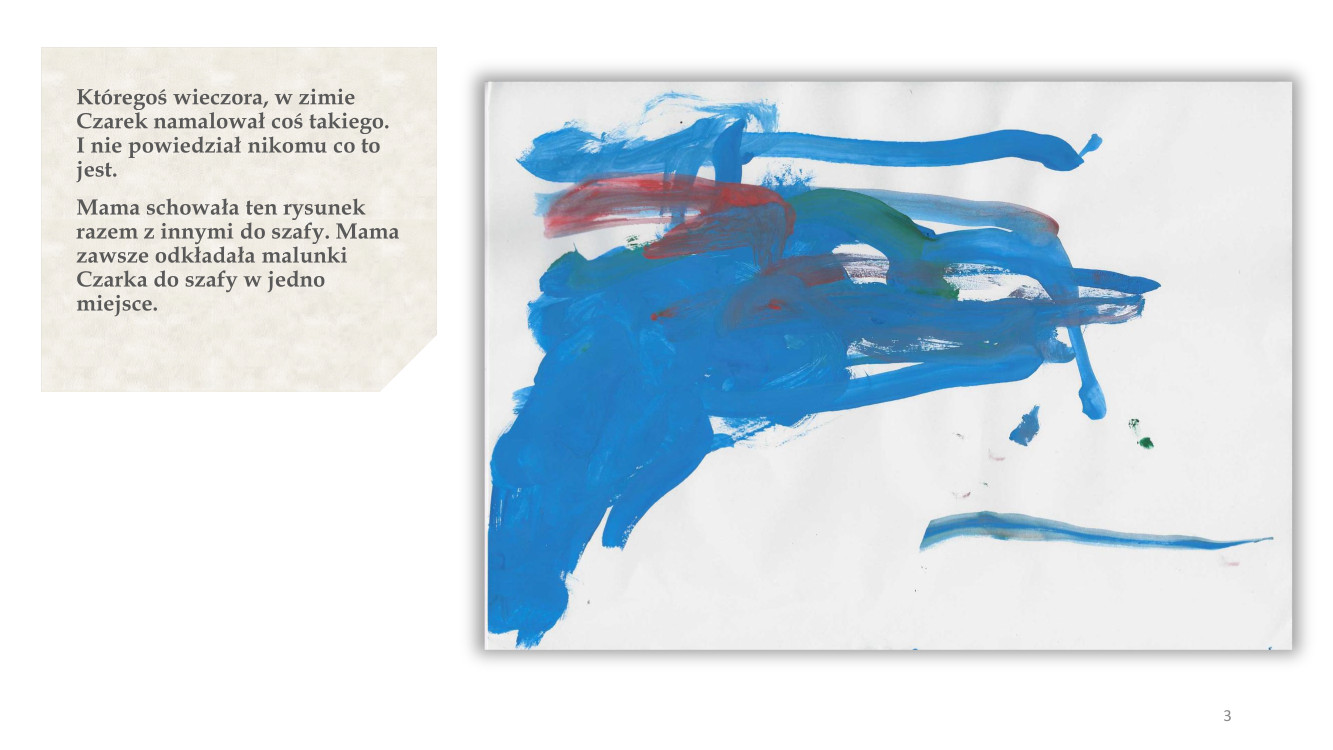 Któregoś wieczora, w zimie
Czarek namalował coś takiego.
I nie powiedział nikomu co to
jest.
Mama schowała ten rysunek
razem z innymi do szafy. Mama
zawsze odkładała malunki
Czarka do szafy w jedno
miejsce.
3